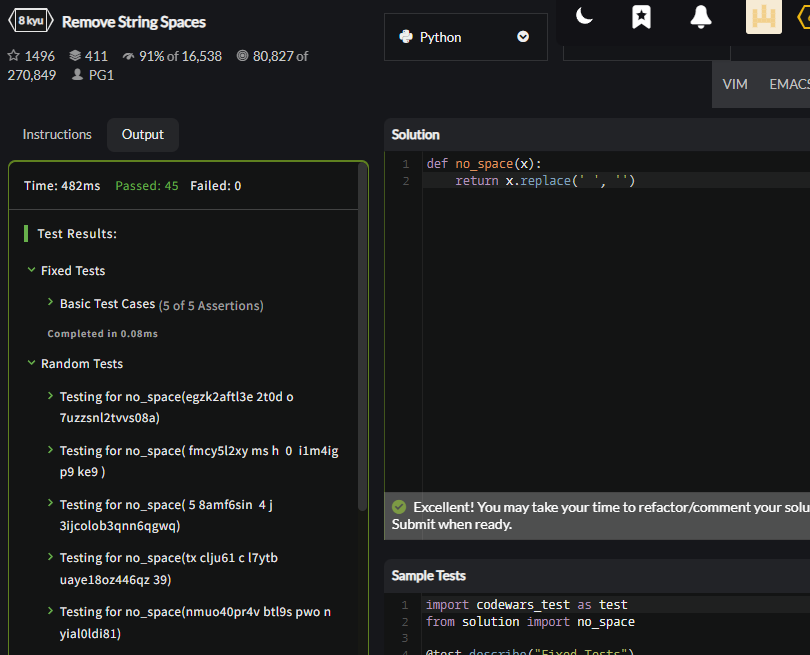 8 kyu Remove String Spaces
1496 411 91% of 16,538 80,827 of
270,849 PG1
Python
VIM EMACS
Instructions Output
Time: 482ms Passed: 45 Failed: 0
Test Results:
Fixed Tests
Basic Test Cases (5 of 5 Assertions)
Completed in 0.08ms
Random Tests
Testing for no_space(egzk2aftl3e 2t0d o
7uzzsnl2tvvs08a)
Testing for no_space( fmcy5l2xy ms h  0  i1m4ig
p9 ke9 )
Testing for no_space( 5 8amf6sin  4 j
3ijcolob3qnn6qgwq)
Testing for no_space(tx clju61 c l7ytb
uaye18oz446qz 39)
Testing for no_space(nmuo40pr4v btl9s pwo n
yial0ldi81)
Solution
1 def no_space(x):
2     return x.replace(' ', '')
Excellent! You may take your time to refactor/comment your solu
Submit when ready.
Sample Tests
1 import codewars_test as test
2 from solution import no_space
3
4 @test.describe("Fixed Tests")